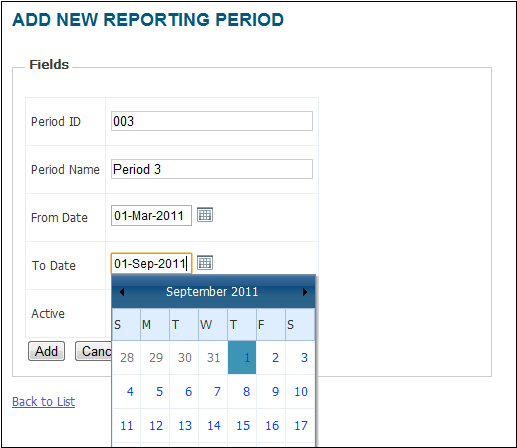 ADD NEW REPORTING PERIOD
Fields
Period ID 003
Period Name Period 3
From Date 01-Mar-2011
To Date 01-Sep-2011
September 2011
S M T W T F S
Active
28 29 30 31 1 2 3
Add Canc
4 5 6 7 8 9 10
Back to List
11 12 13 14 15 16 17